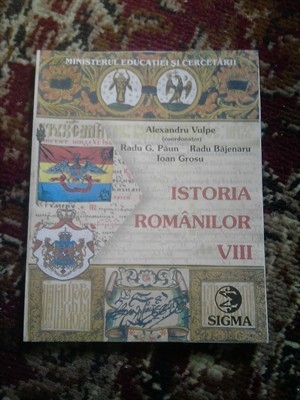 MINISTERUL EDUCAȚIEI ȘI CERCETĂRII
Alexandru Vulpe
(coordonator)
Radu G. Păun Radu Băjenaru
Ioan Grosu
ISTORIA
ROMÂNILOR
VIII
SIGMA